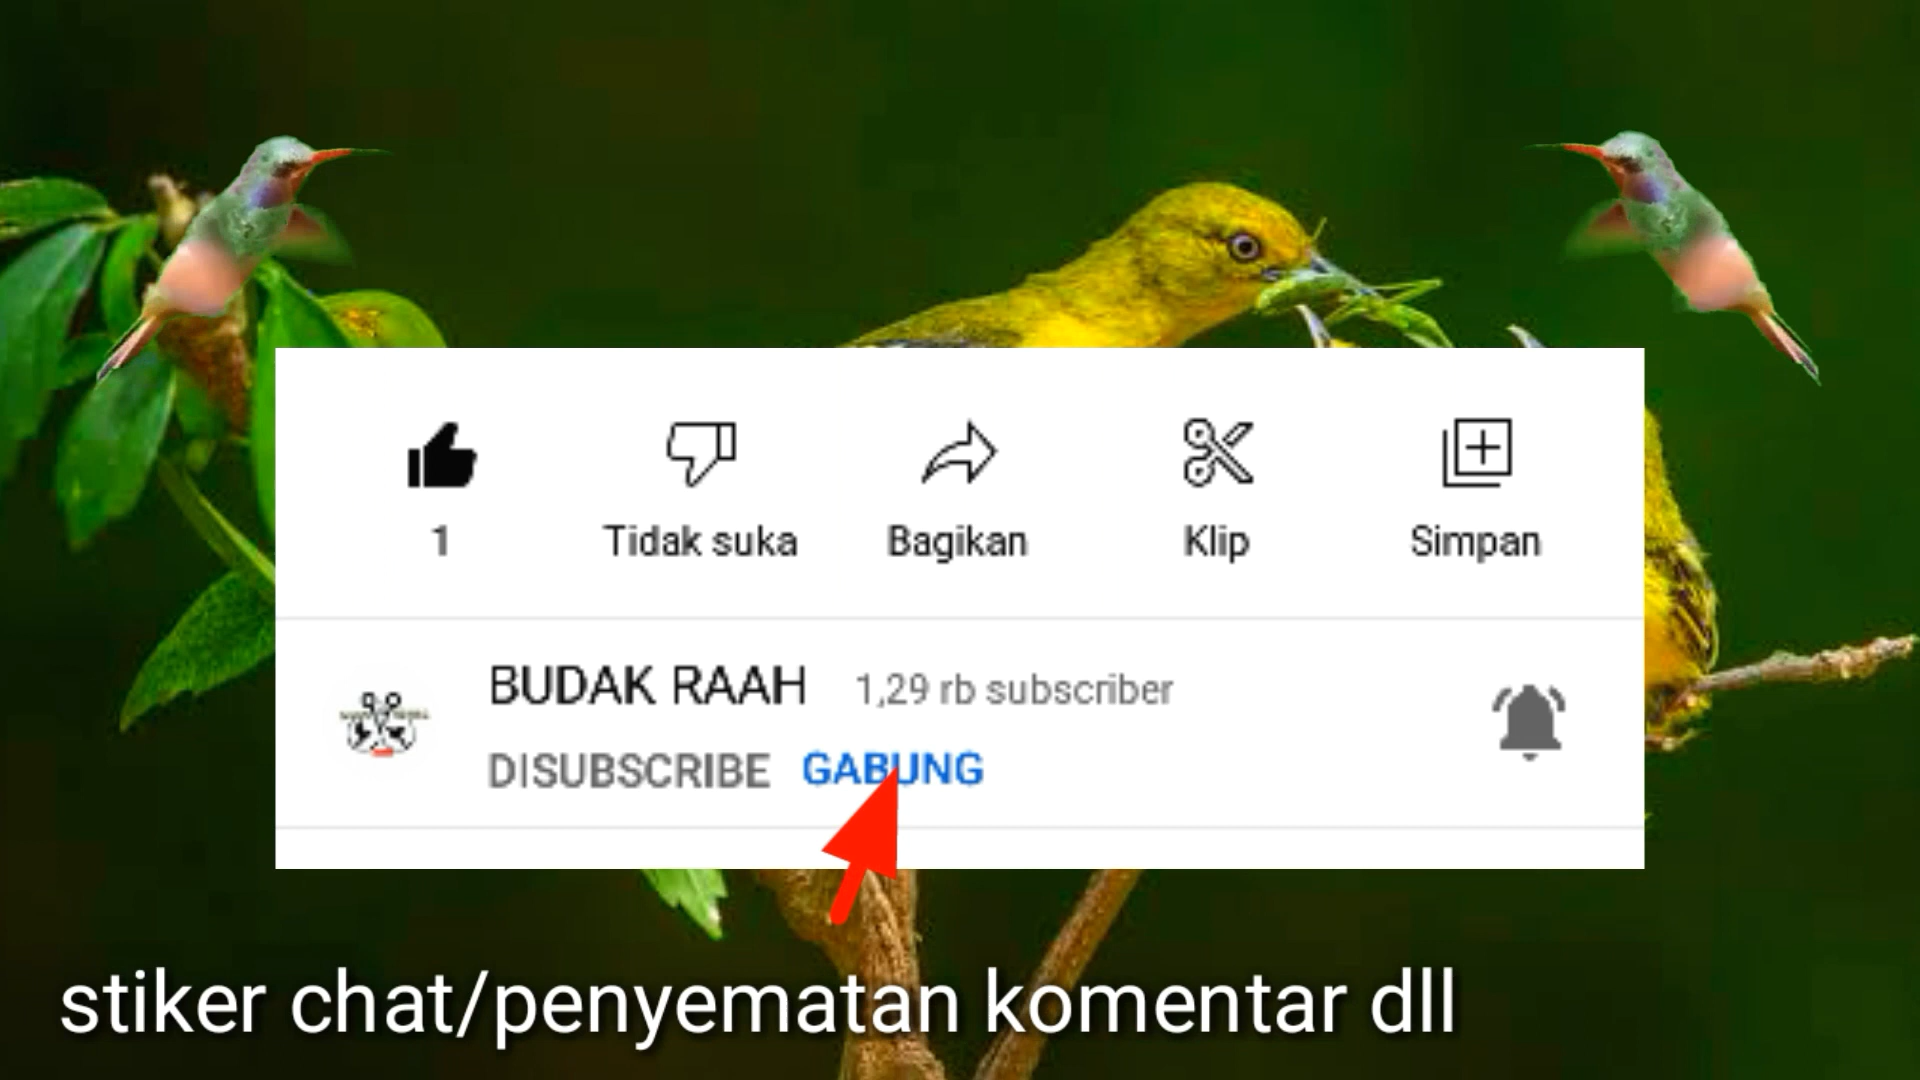 1
Tidak suka
Bagikan
Klip
Simpan
BUDAK RAAH 1,29 rb subscriber
DISUBSCRIBE GABUNG
stiker chat/penyematan komentar dll